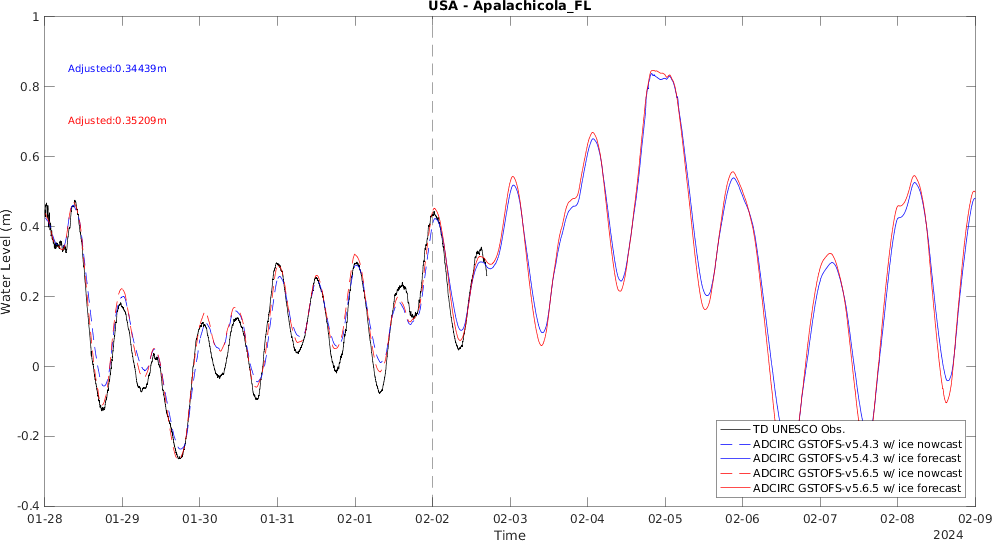 USA - Apalachicola_FL
Adjusted:0.34439m
Adjusted:0.35209m
Water Level (m)
1
0.8
0.6
0.4
0.2
0
-0.2
-0.4
TD UNESCO Obs.
ADCIRC GSTOFS-v5.4.3 w/ ice nowcast
ADCIRC GSTOFS-v5.4.3 w/ ice forecast
ADCIRC GSTOFS-v5.6.5 w/ ice nowcast
ADCIRC GSTOFS-v5.6.5 w/ ice forecast
01-28 01-29 01-30 01-31 02-01 02-02 02-03 02-04 02-05 02-06 02-07 02-08 02-09
Time
2024